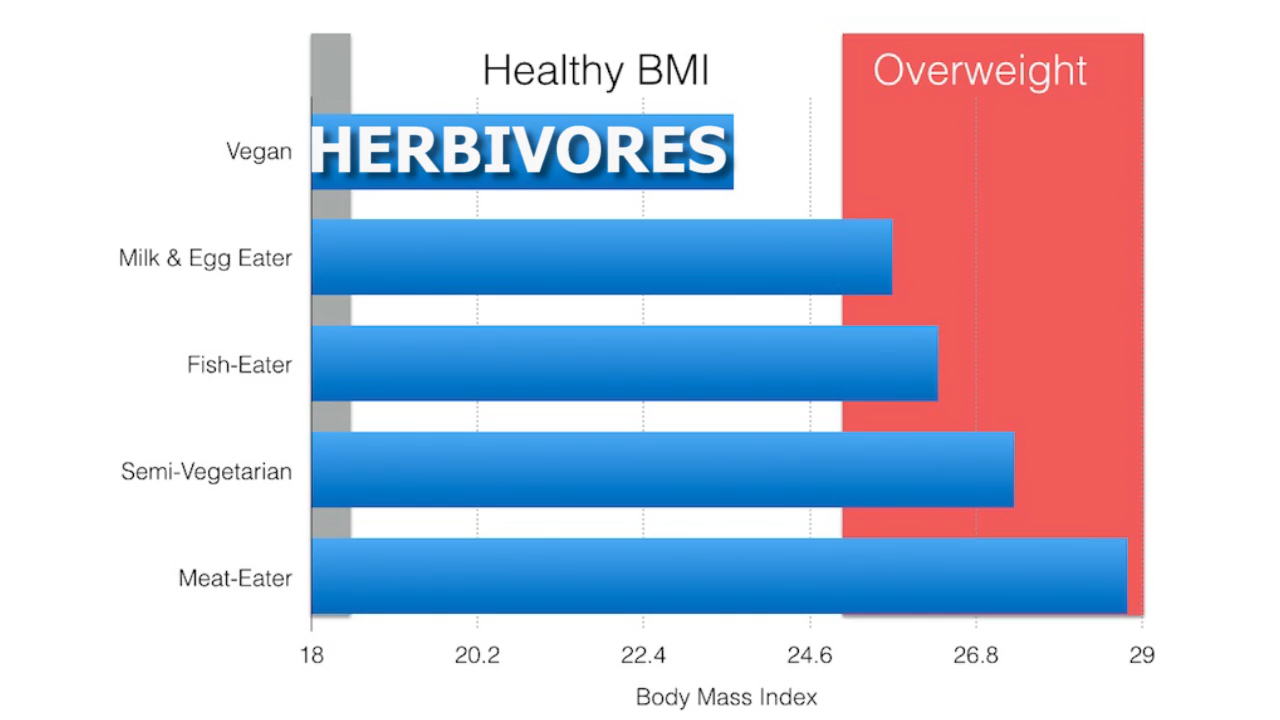 Healthy BMI
Overweight
Vegan
HERBIVORES
Milk & Egg Eater
Fish-Eater
Semi-Vegetarian
Meat-Eater
18 20.2 22.4 24.6 26.8 29
Body Mass Index